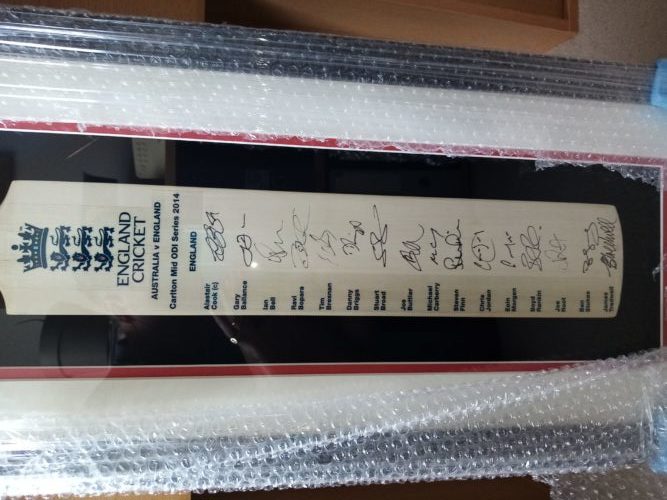 ENGLAND
CRICKET
AUSTRALIA v ENGLAND
Carlton Mid ODI Series 2014
ENGLAND
Alastair
Cook (c)
Gary
Ballance
Ian
Bell
Ravi
Bopara
Tim
Bresnan
Danny
Briggs
Stuart
Broad
Jos
Buttler
Michael
Carberry
Steven
Finn
Chris
Jordan
Eoin
Morgan
Boyd
Rankin
Joe
Root
Ben
Stokes
James
Tredwell